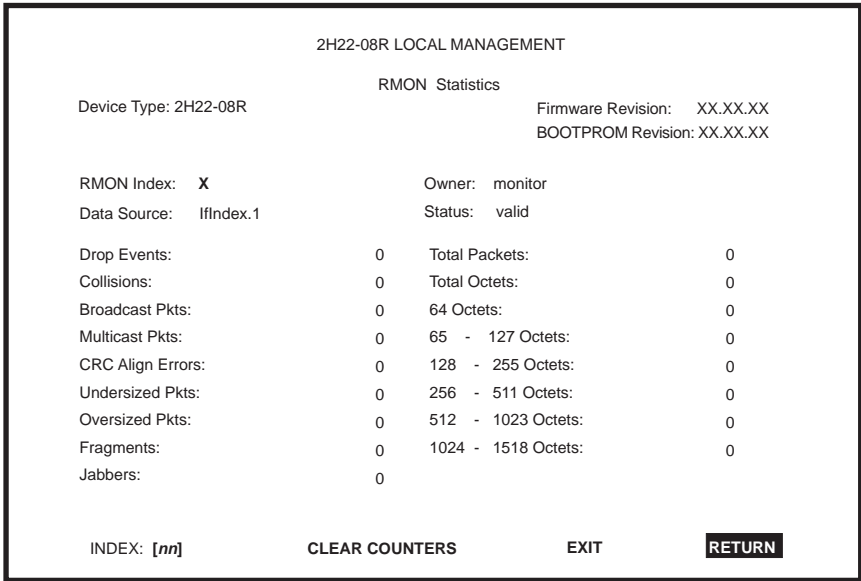 2H22-08R LOCAL MANAGEMENT
RMON Statistics
Device Type: 2H22-08R Firmware Revision: XX.XX.XX
BOOTPROM Revision: XX.XX.XX
RMON Index: X Owner: monitor
Data Source: IfIndex.1 Status: valid
Drop Events: 0 Total Packets: 0
Collisions: 0 Total Octets: 0
Broadcast Pkts: 0 64 Octets: 0
Multicast Pkts: 0 65 - 127 Octets: 0
CRC Align Errors: 0 128 - 255 Octets: 0
Undersized Pkts: 0 256 - 511 Octets: 0
Oversized Pkts: 0 512 - 1023 Octets: 0
Fragments: 0 1024 - 1518 Octets: 0
Jabbers: 0
INDEX: [nn] CLEAR COUNTERS EXIT RETURN